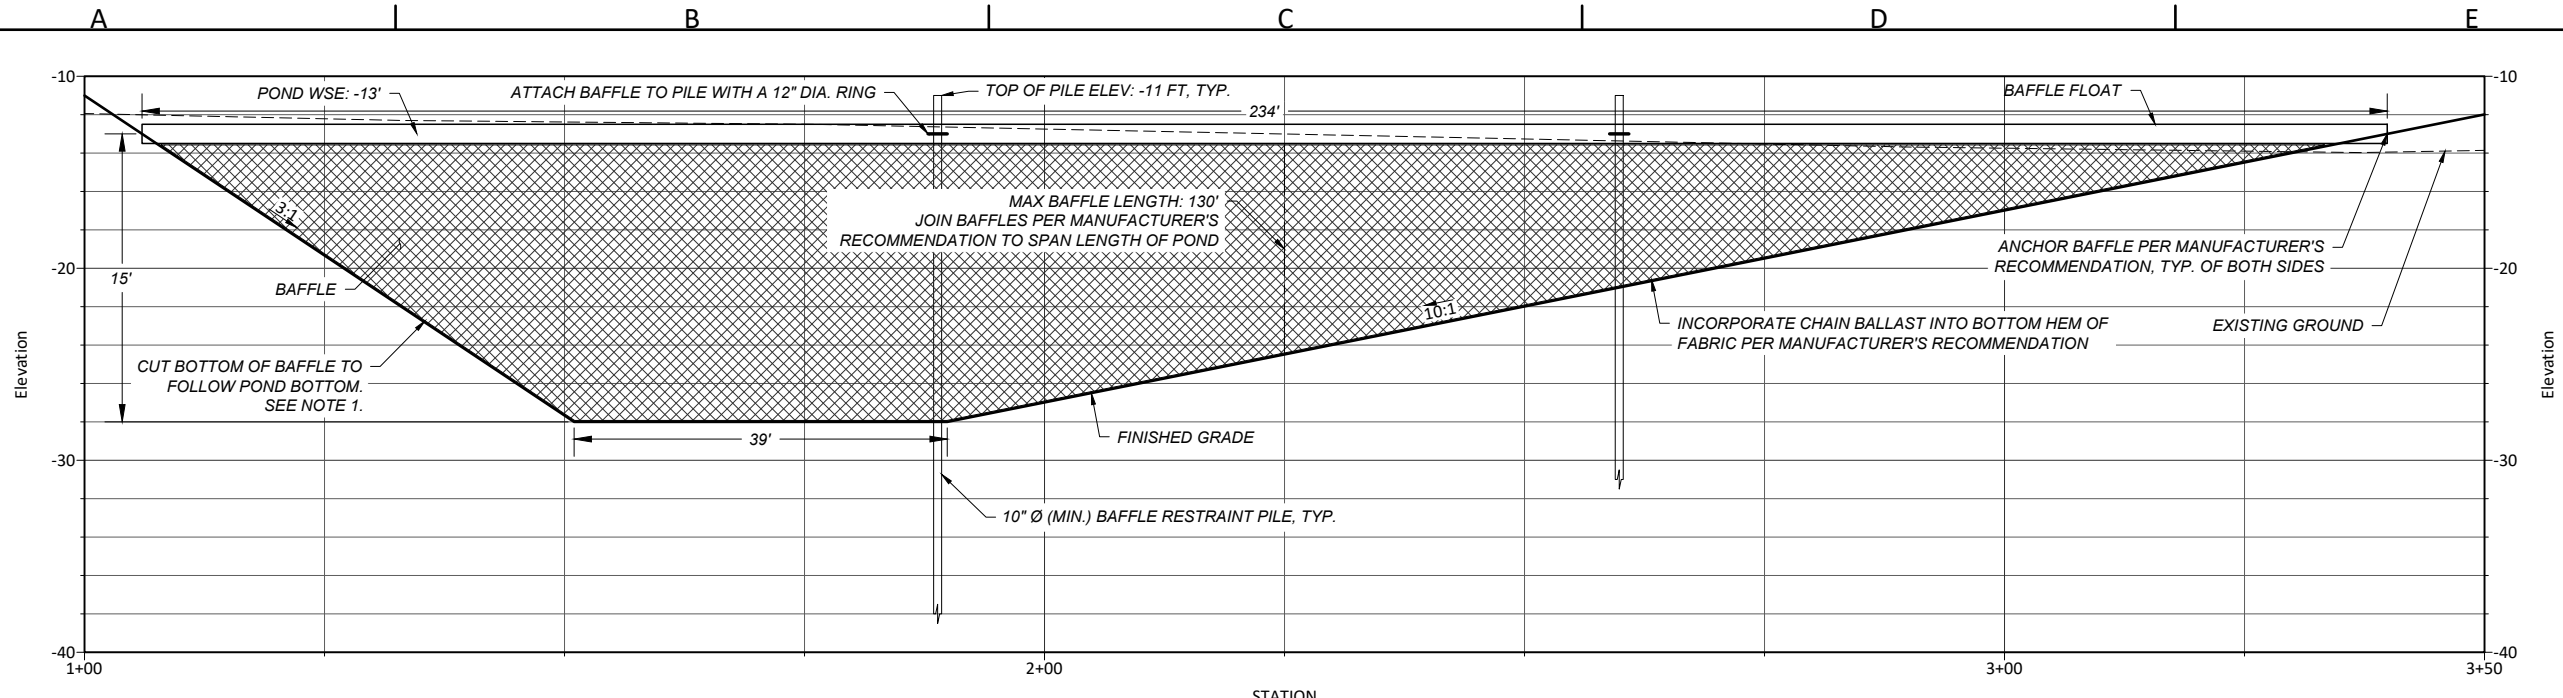 A
B
C
D
E
-10
-10
POND WSE: -13'
ATTACH BAFFLE TO PILE WITH A 12" DIA. RING
TOP OF PILE ELEV: -11 FT, TYP.
234'
BAFFLE FLOAT
3:1
MAX BAFFLE LENGTH: 130'
JOIN BAFFLES PER MANUFACTURER'S
RECOMMENDATION TO SPAN LENGTH OF POND
ANCHOR BAFFLE PER MANUFACTURER'S
RECOMMENDATION, TYP. OF BOTH SIDES
-20
-20
15'
BAFFLE
10:1
INCORPORATE CHAIN BALLAST INTO BOTTOM HEM OF
FABRIC PER MANUFACTURER'S RECOMMENDATION
EXISTING GROUND
Elevation
Elevation
CUT BOTTOM OF BAFFLE TO
FOLLOW POND BOTTOM.
SEE NOTE 1.
39'
FINISHED GRADE
-30
-30
10" Ø (MIN.) BAFFLE RESTRAINT PILE, TYP.
-40
-40
1+00
2+00
3+00
3+50
STATION